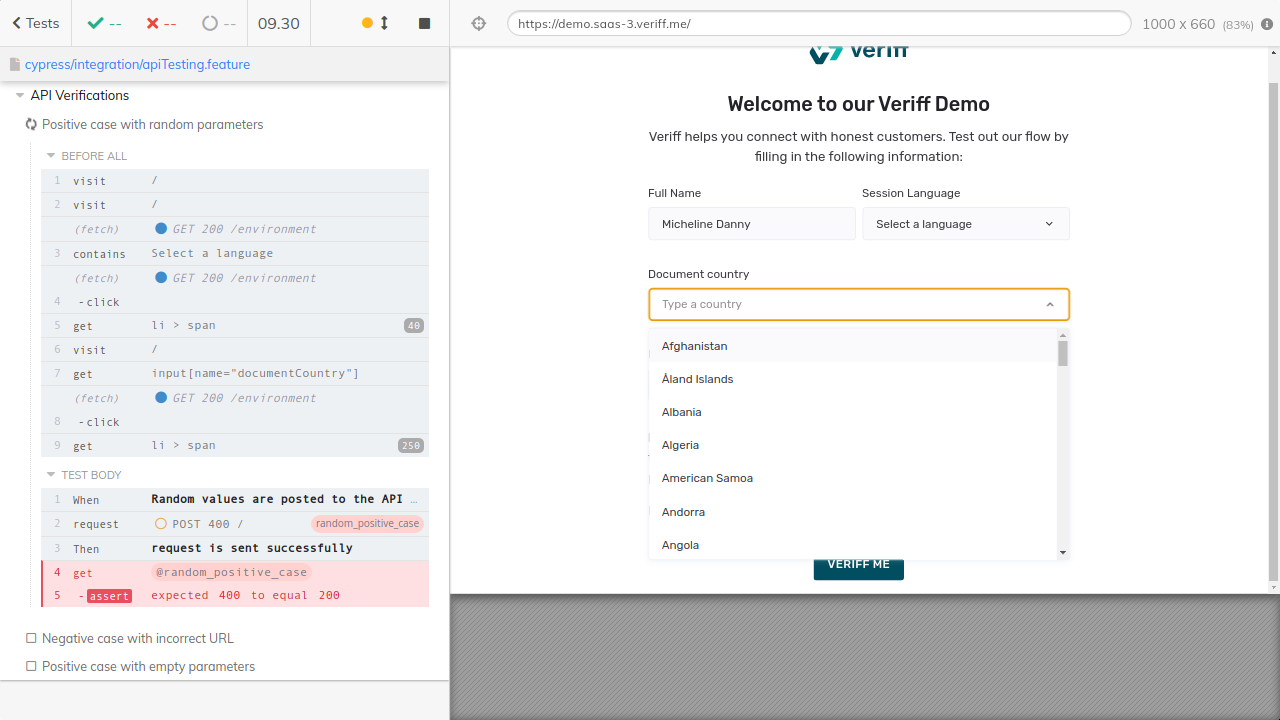 Tests
--
--
--
09.30
https://demo.saas-3.veriff.me/
1000 x 660 (83%)
cypress/integration/apiTesting.feature
API Verifications
Positive case with random parameters
BEFORE ALL
1 visit /
2 visit /
(fetch) GET 200 /environment
3 contains Select a language
(fetch) GET 200 /environment
4 -click
5 get li > span 40
6 visit /
7 get input[name="documentCountry"]
(fetch) GET 200 /environment
8 -click
9 get li > span 250
TEST BODY
1 When Random values are posted to the API …
2 request POST 400 / random_positive_case
3 Then request is sent successfully
4 get @random_positive_case
5 -assert expected 400 to equal 200
Negative case with incorrect URL
Positive case with empty parameters
veriff
Welcome to our Veriff Demo
Veriff helps you connect with honest customers. Test out our flow by
filling in the following information:
Full Name Session Language
Micheline Danny Select a language
Document country
Type a country
Afghanistan
Åland Islands
Albania
Algeria
American Samoa
Andorra
Angola
VERIFF ME